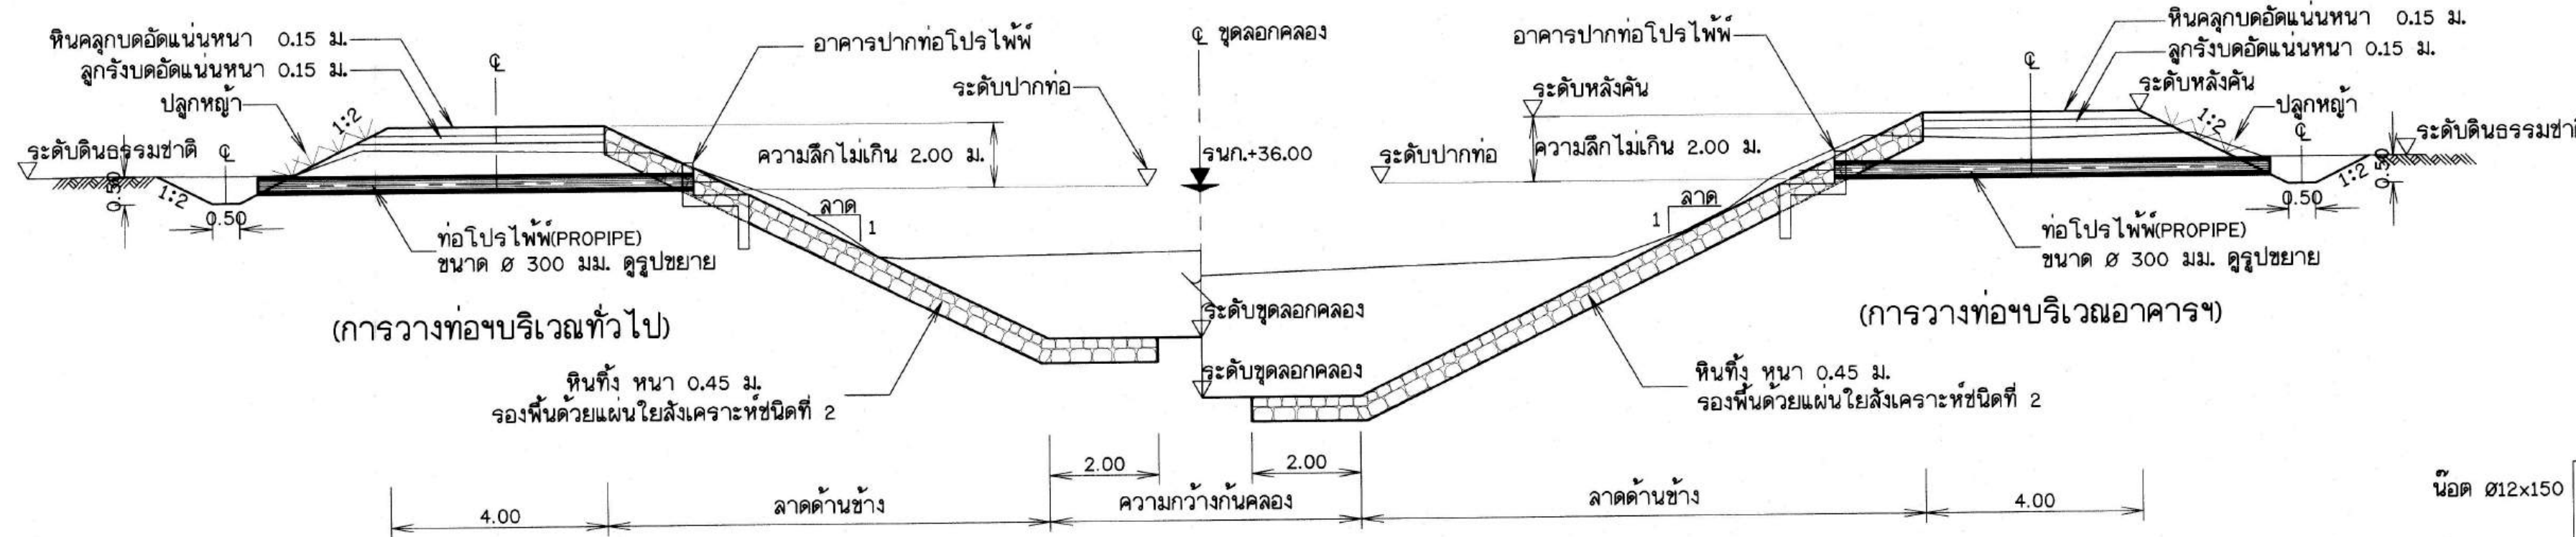 หินคลุกบดอัดแน่นหนา 0.15 ม.
ลูกรังบดอัดแน่นหนา 0.15 ม.
ปลูกหญ้า
1:2
ระดับดินธรรมชาติ
℄
℄
0.50
1:2
0.50
อาคารปากท่อโปรไพ้พ์
ระดับปากท่อ
ความลึกไม่เกิน 2.00 ม.
ลาด
1
ท่อโปรไพ้พ์(PROPIPE)
ขนาด ø 300 มม. ดูรูปขยาย
(การวางท่อฯบริเวณทั่วไป)
หินทิ้ง หนา 0.45 ม.
รองพื้นด้วยแผ่นใยสังเคราะห์ชนิดที่ 2
℄ ขุดลอกคลอง
รนก.+36.00
ระดับขุดลอกคลอง
ระดับขุดลอกคลอง
อาคารปากท่อโปรไพ้พ์
ระดับหลังคัน
ระดับปากท่อ
ความลึกไม่เกิน 2.00 ม.
ลาด
1
หินคลุกบดอัดแน่นหนา 0.15 ม.
ลูกรังบดอัดแน่นหนา 0.15 ม.
℄
ระดับหลังคัน
ปลูกหญ้า
1:2
℄
ระดับดินธรรมชาติ
1:2
0.50
0.50
ท่อโปรไพ้พ์(PROPIPE)
ขนาด ø 300 มม. ดูรูปขยาย
(การวางท่อฯบริเวณอาคารฯ)
หินทิ้ง หนา 0.45 ม.
รองพื้นด้วยแผ่นใยสังเคราะห์ชนิดที่ 2
2.00
2.00
4.00
ลาดด้านข้าง
ความกว้างก้นคลอง
ลาดด้านข้าง
4.00
น๊อต ø12x150